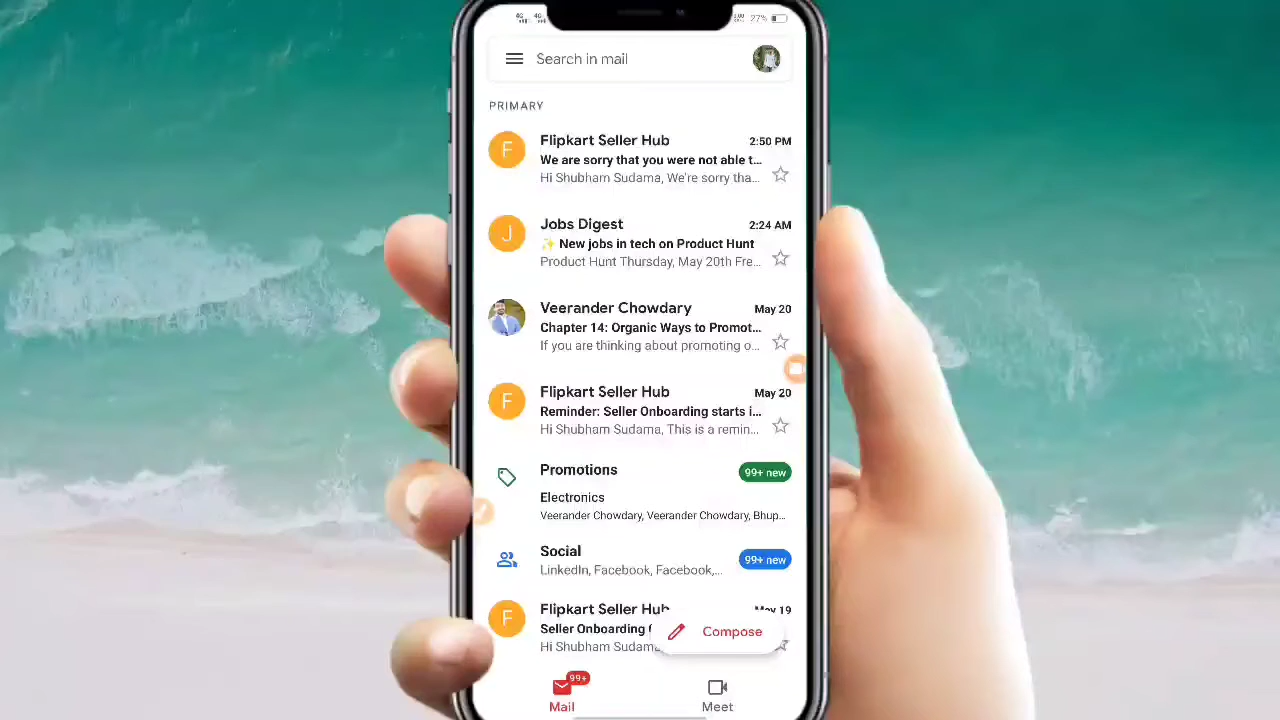 4G 4G 27%
Search in mail
PRIMARY
F Flipkart Seller Hub 2:50 PM
We are sorry that you were not able t...
Hi Shubham Sudama, We're sorry tha...
J Jobs Digest 2:24 AM
✨ New jobs in tech on Product Hunt
Product Hunt Thursday, May 20th Fre...
Veerander Chowdary May 20
Chapter 14: Organic Ways to Promot...
If you are thinking about promoting o...
F Flipkart Seller Hub May 20
Reminder: Seller Onboarding starts i...
Hi Shubham Sudama, This is a remin...
Promotions 99+ new
Electronics
Veerander Chowdary, Veerander Chowdary, Bhup...
Social 99+ new
LinkedIn, Facebook, Facebook,...
F Flipkart Seller Hub May 19
Seller Onboarding
Hi Shubham
Compose
99+
Mail Meet